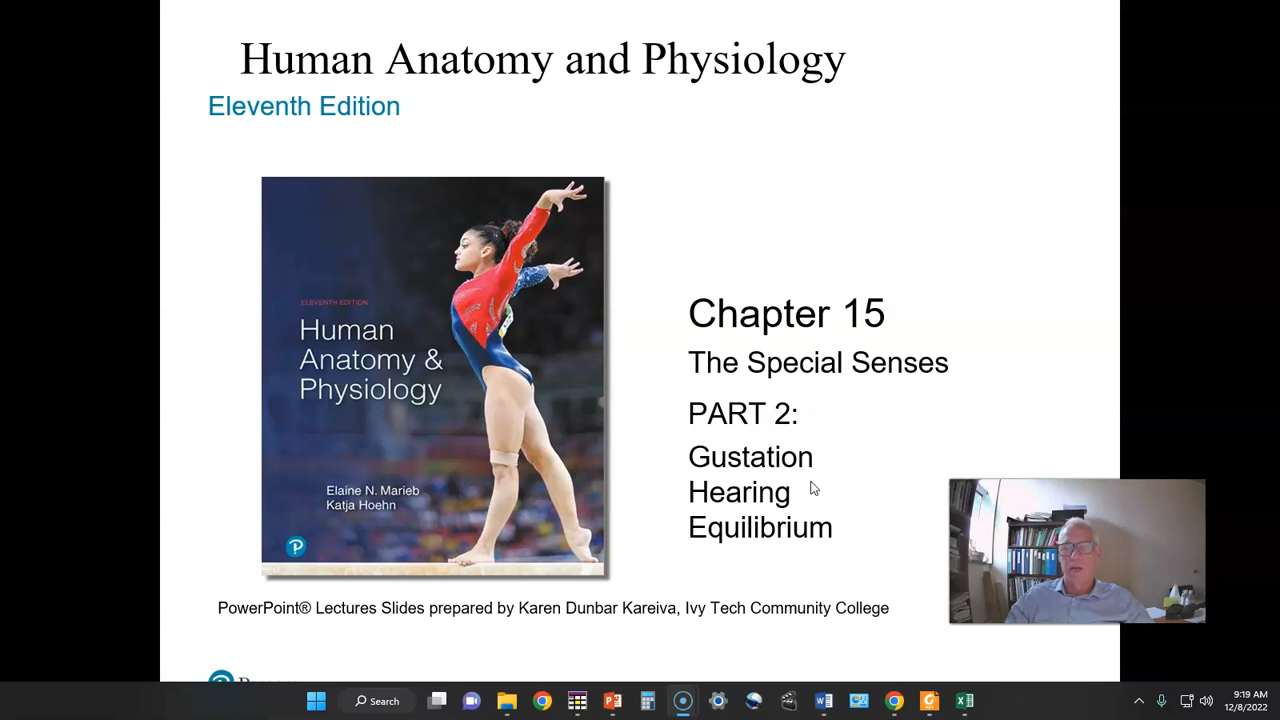 Human Anatomy and Physiology
Eleventh Edition
ELEVENTH EDITION
Human
Anatomy &
Physiology
Elaine N. Marieb
Katja Hoehn
P
Chapter 15
The Special Senses
PART 2:
Gustation
Hearing
Equilibrium
PowerPoint® Lectures Slides prepared by Karen Dunbar Kareiva, Ivy Tech Community College
Search
9:19 AM
12/8/2022